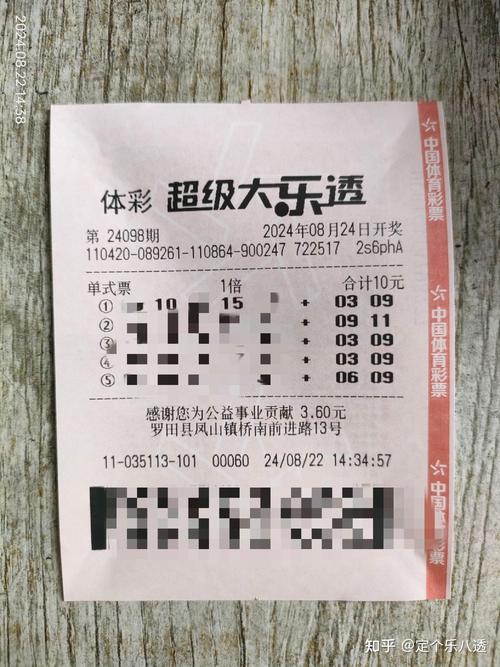 2024.08.22 14:38
体彩 超级大乐透
第 24098期 2024年08月24日开奖
110420-089261-110864-900247 722517 2s6phA
单式票 1倍 合计10元
① 10 15 + 03 09
② + 09 11
③ + 03 09
④ + 03 09
⑤ + 06 09
感谢您为公益事业贡献 3.60元
罗田县凤山镇桥南前进路13号
11-035113-101 00060 24/08/22 14:34:57
中国体育彩票
中国体育彩票
中国体育彩票
知乎 @定个乐八透